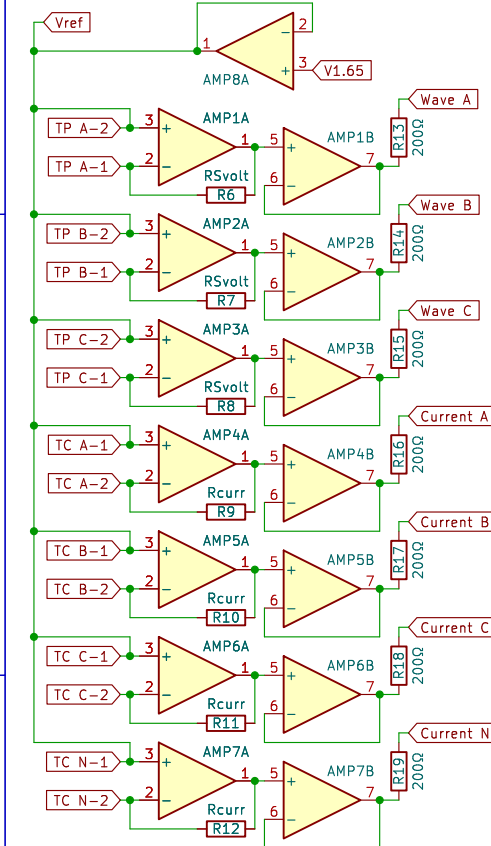 Vref
1
2
3
V1.65
AMP8A
Wave A
TP A-2
3
AMP1A
R13
200Ω
TP A-1
2
1
5
AMP1B
7
RSvolt
6
R6
Wave B
TP B-2
3
AMP2A
R14
200Ω
TP B-1
2
1
5
AMP2B
7
RSvolt
6
R7
Wave C
TP C-2
3
AMP3A
R15
200Ω
TP C-1
2
1
5
AMP3B
7
RSvolt
6
R8
Current A
TC A-1
3
AMP4A
R16
200Ω
TC A-2
2
1
5
AMP4B
7
Rcurr
6
R9
Current B
TC B-1
3
AMP5A
R17
200Ω
TC B-2
2
1
5
AMP5B
7
Rcurr
6
R10
Current C
TC C-1
3
AMP6A
R18
200Ω
TC C-2
2
1
5
AMP6B
7
Rcurr
6
R11
Current N
TC N-1
3
AMP7A
R19
200Ω
TC N-2
2
1
5
AMP7B
7
Rcurr
6
R12